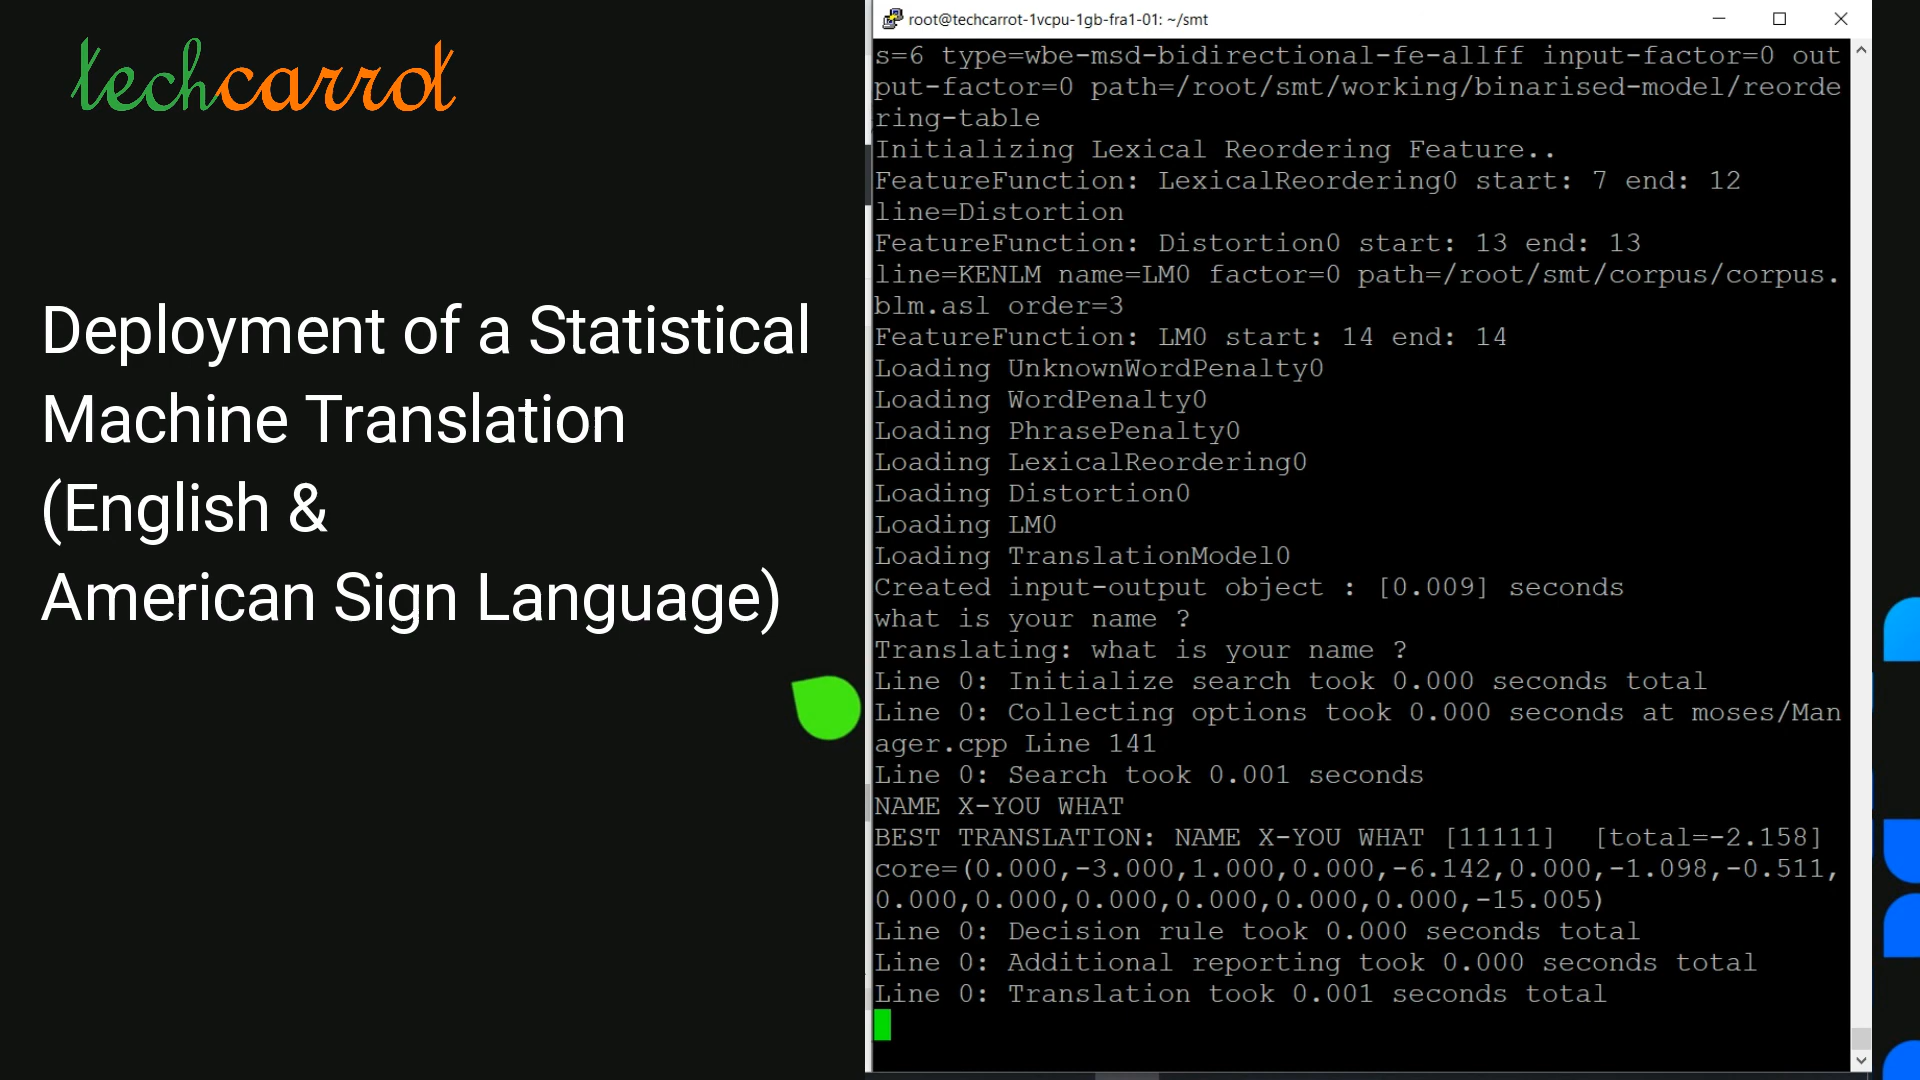 techcarrot
Deployment of a Statistical
Machine Translation
(English &
American Sign Language)
root@techcarrot-1vcpu-1gb-fra1-01: ~/smt
s=6 type=wbe-msd-bidirectional-fe-allff input-factor=0 out
put-factor=0 path=/root/smt/working/binarised-model/reorde
ring-table
Initializing Lexical Reordering Feature..
FeatureFunction: LexicalReordering0 start: 7 end: 12
line=Distortion
FeatureFunction: Distortion0 start: 13 end: 13
line=KENLM name=LM0 factor=0 path=/root/smt/corpus/corpus.
blm.asl order=3
FeatureFunction: LM0 start: 14 end: 14
Loading UnknownWordPenalty0
Loading WordPenalty0
Loading PhrasePenalty0
Loading LexicalReordering0
Loading Distortion0
Loading LM0
Loading TranslationModel0
Created input-output object : [0.009] seconds
what is your name ?
Translating: what is your name ?
Line 0: Initialize search took 0.000 seconds total
Line 0: Collecting options took 0.000 seconds at moses/Man
ager.cpp Line 141
Line 0: Search took 0.001 seconds
NAME X-YOU WHAT
BEST TRANSLATION: NAME X-YOU WHAT [11111]  [total=-2.158]
core=(0.000,-3.000,1.000,0.000,-6.142,0.000,-1.098,-0.511,
0.000,0.000,0.000,0.000,0.000,0.000,-15.005)
Line 0: Decision rule took 0.000 seconds total
Line 0: Additional reporting took 0.000 seconds total
Line 0: Translation took 0.001 seconds total